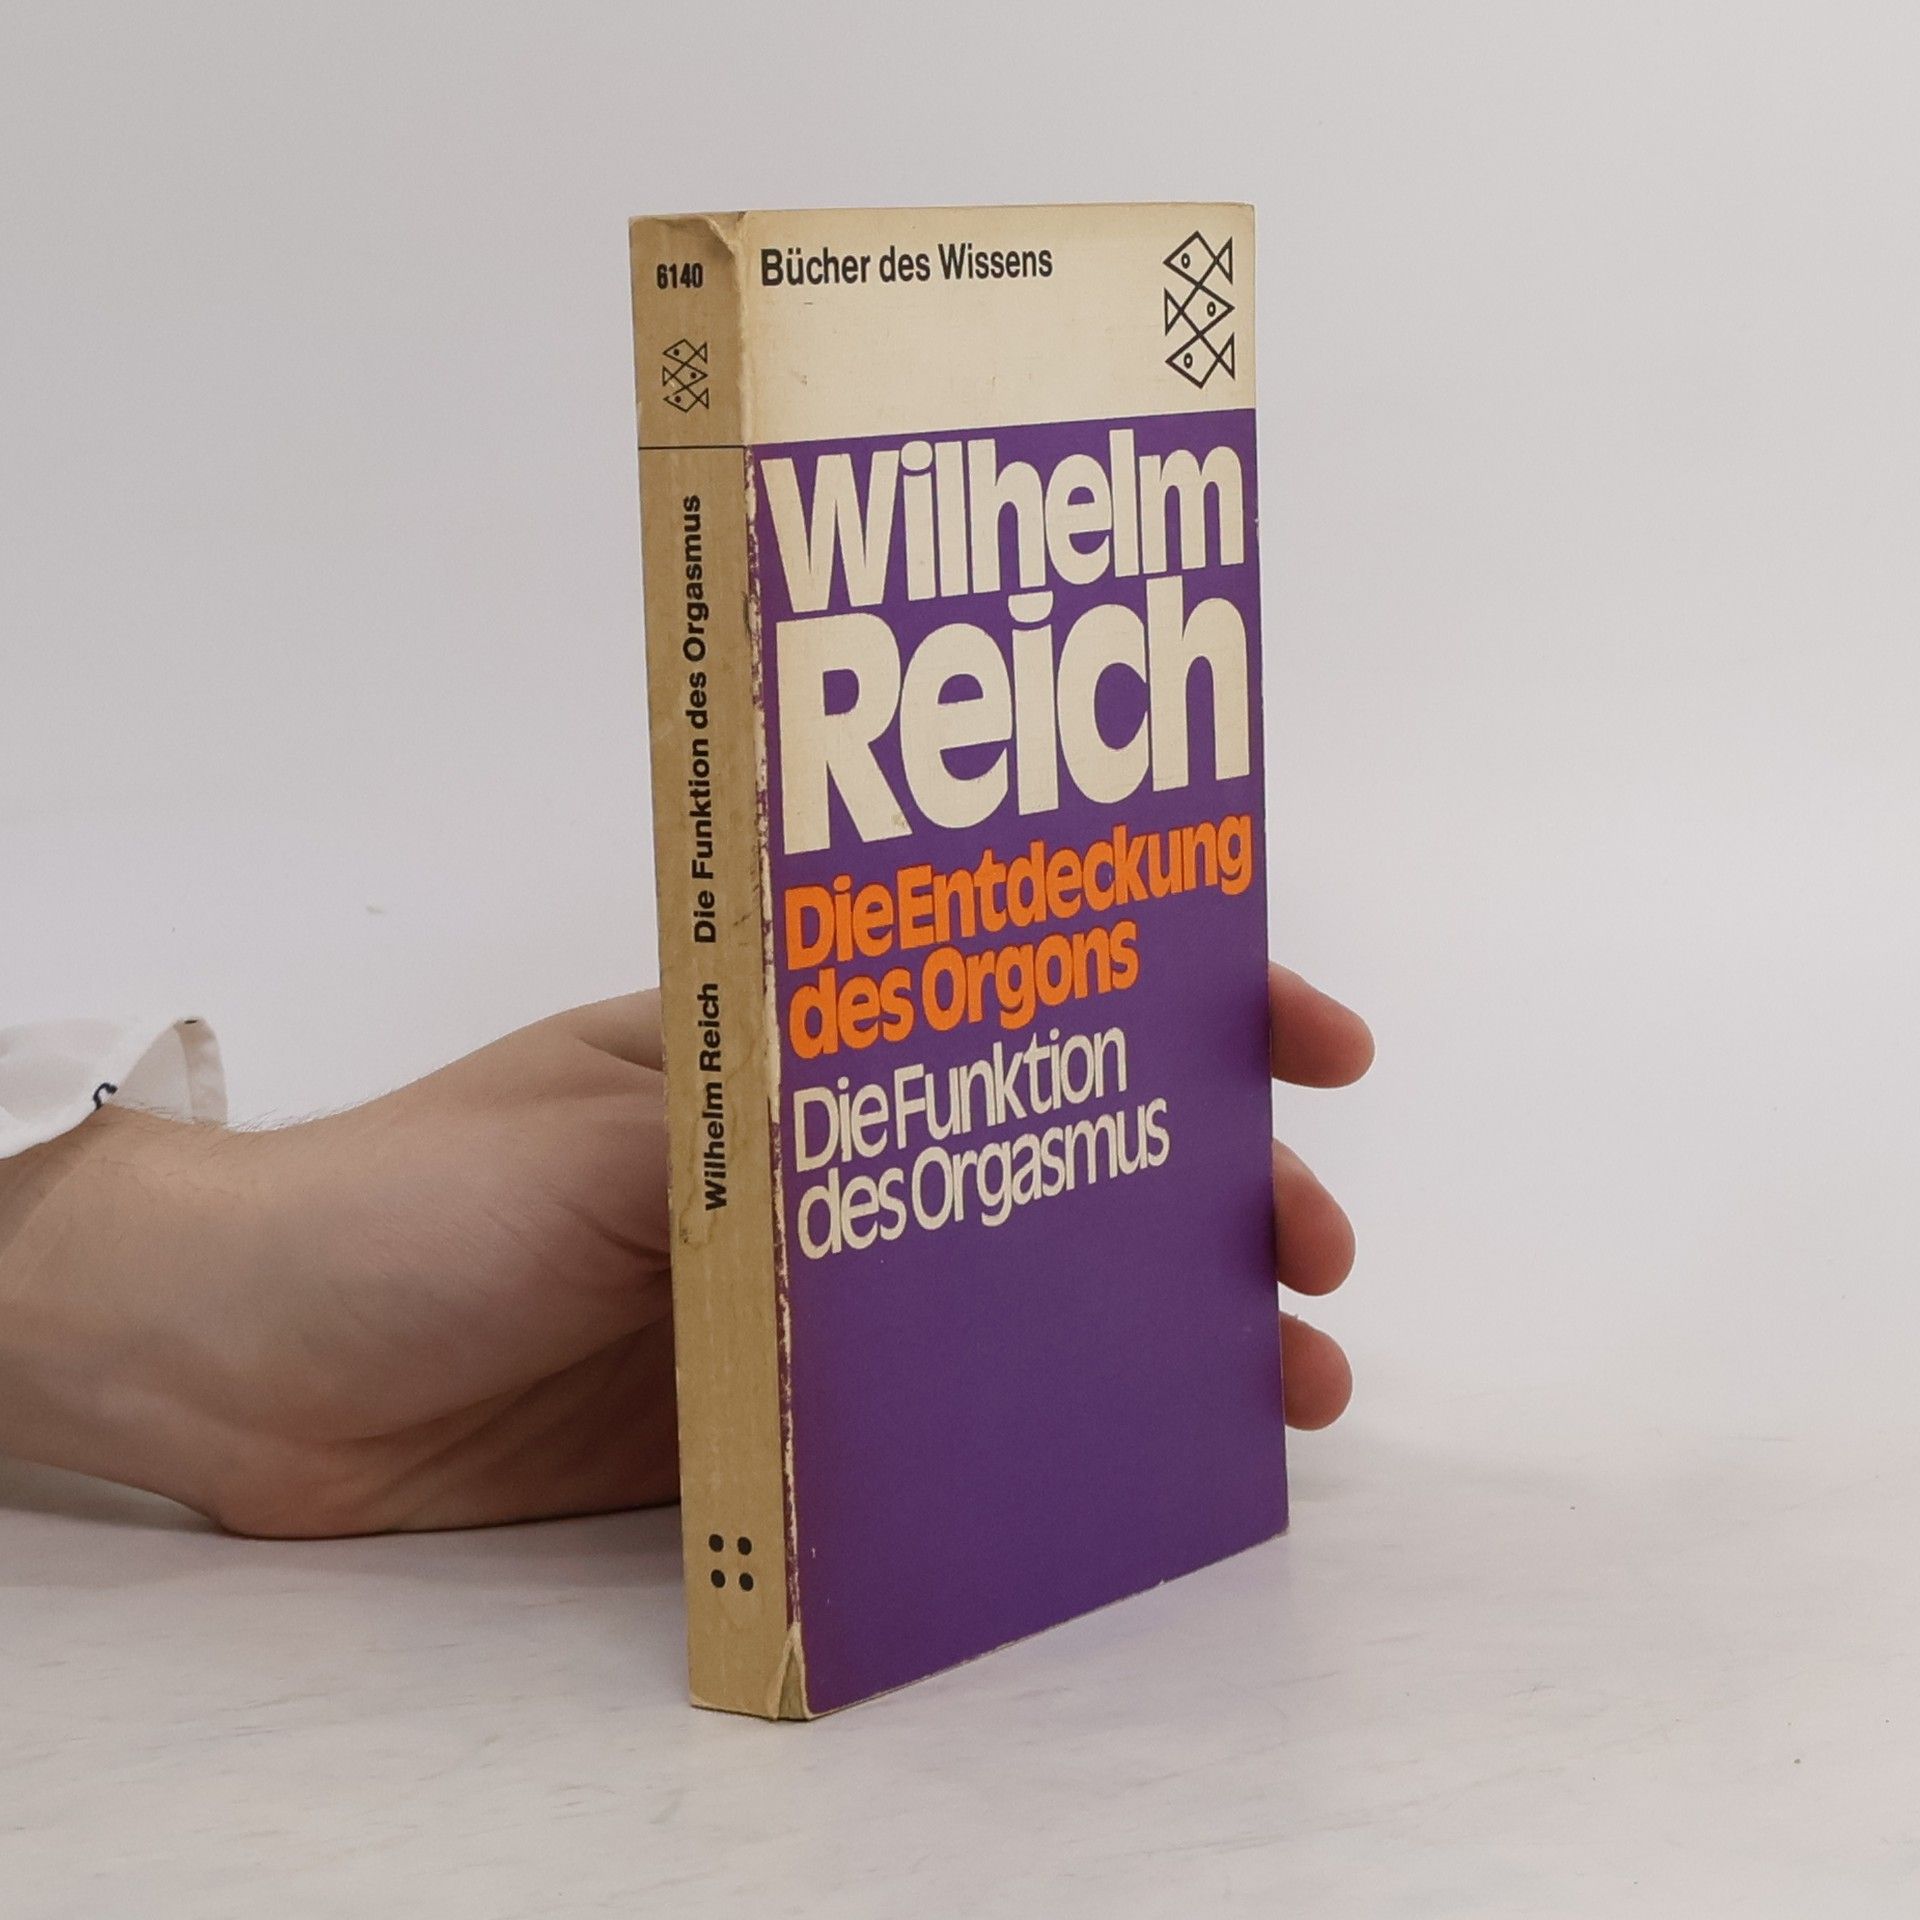 6140
Wilhelm Reich Die Funktion des Orgasmus
Bücher des Wissens
Wilhelm
Reich
Die Entdeckung
des Orgons
Die Funktion
des Orgasmus